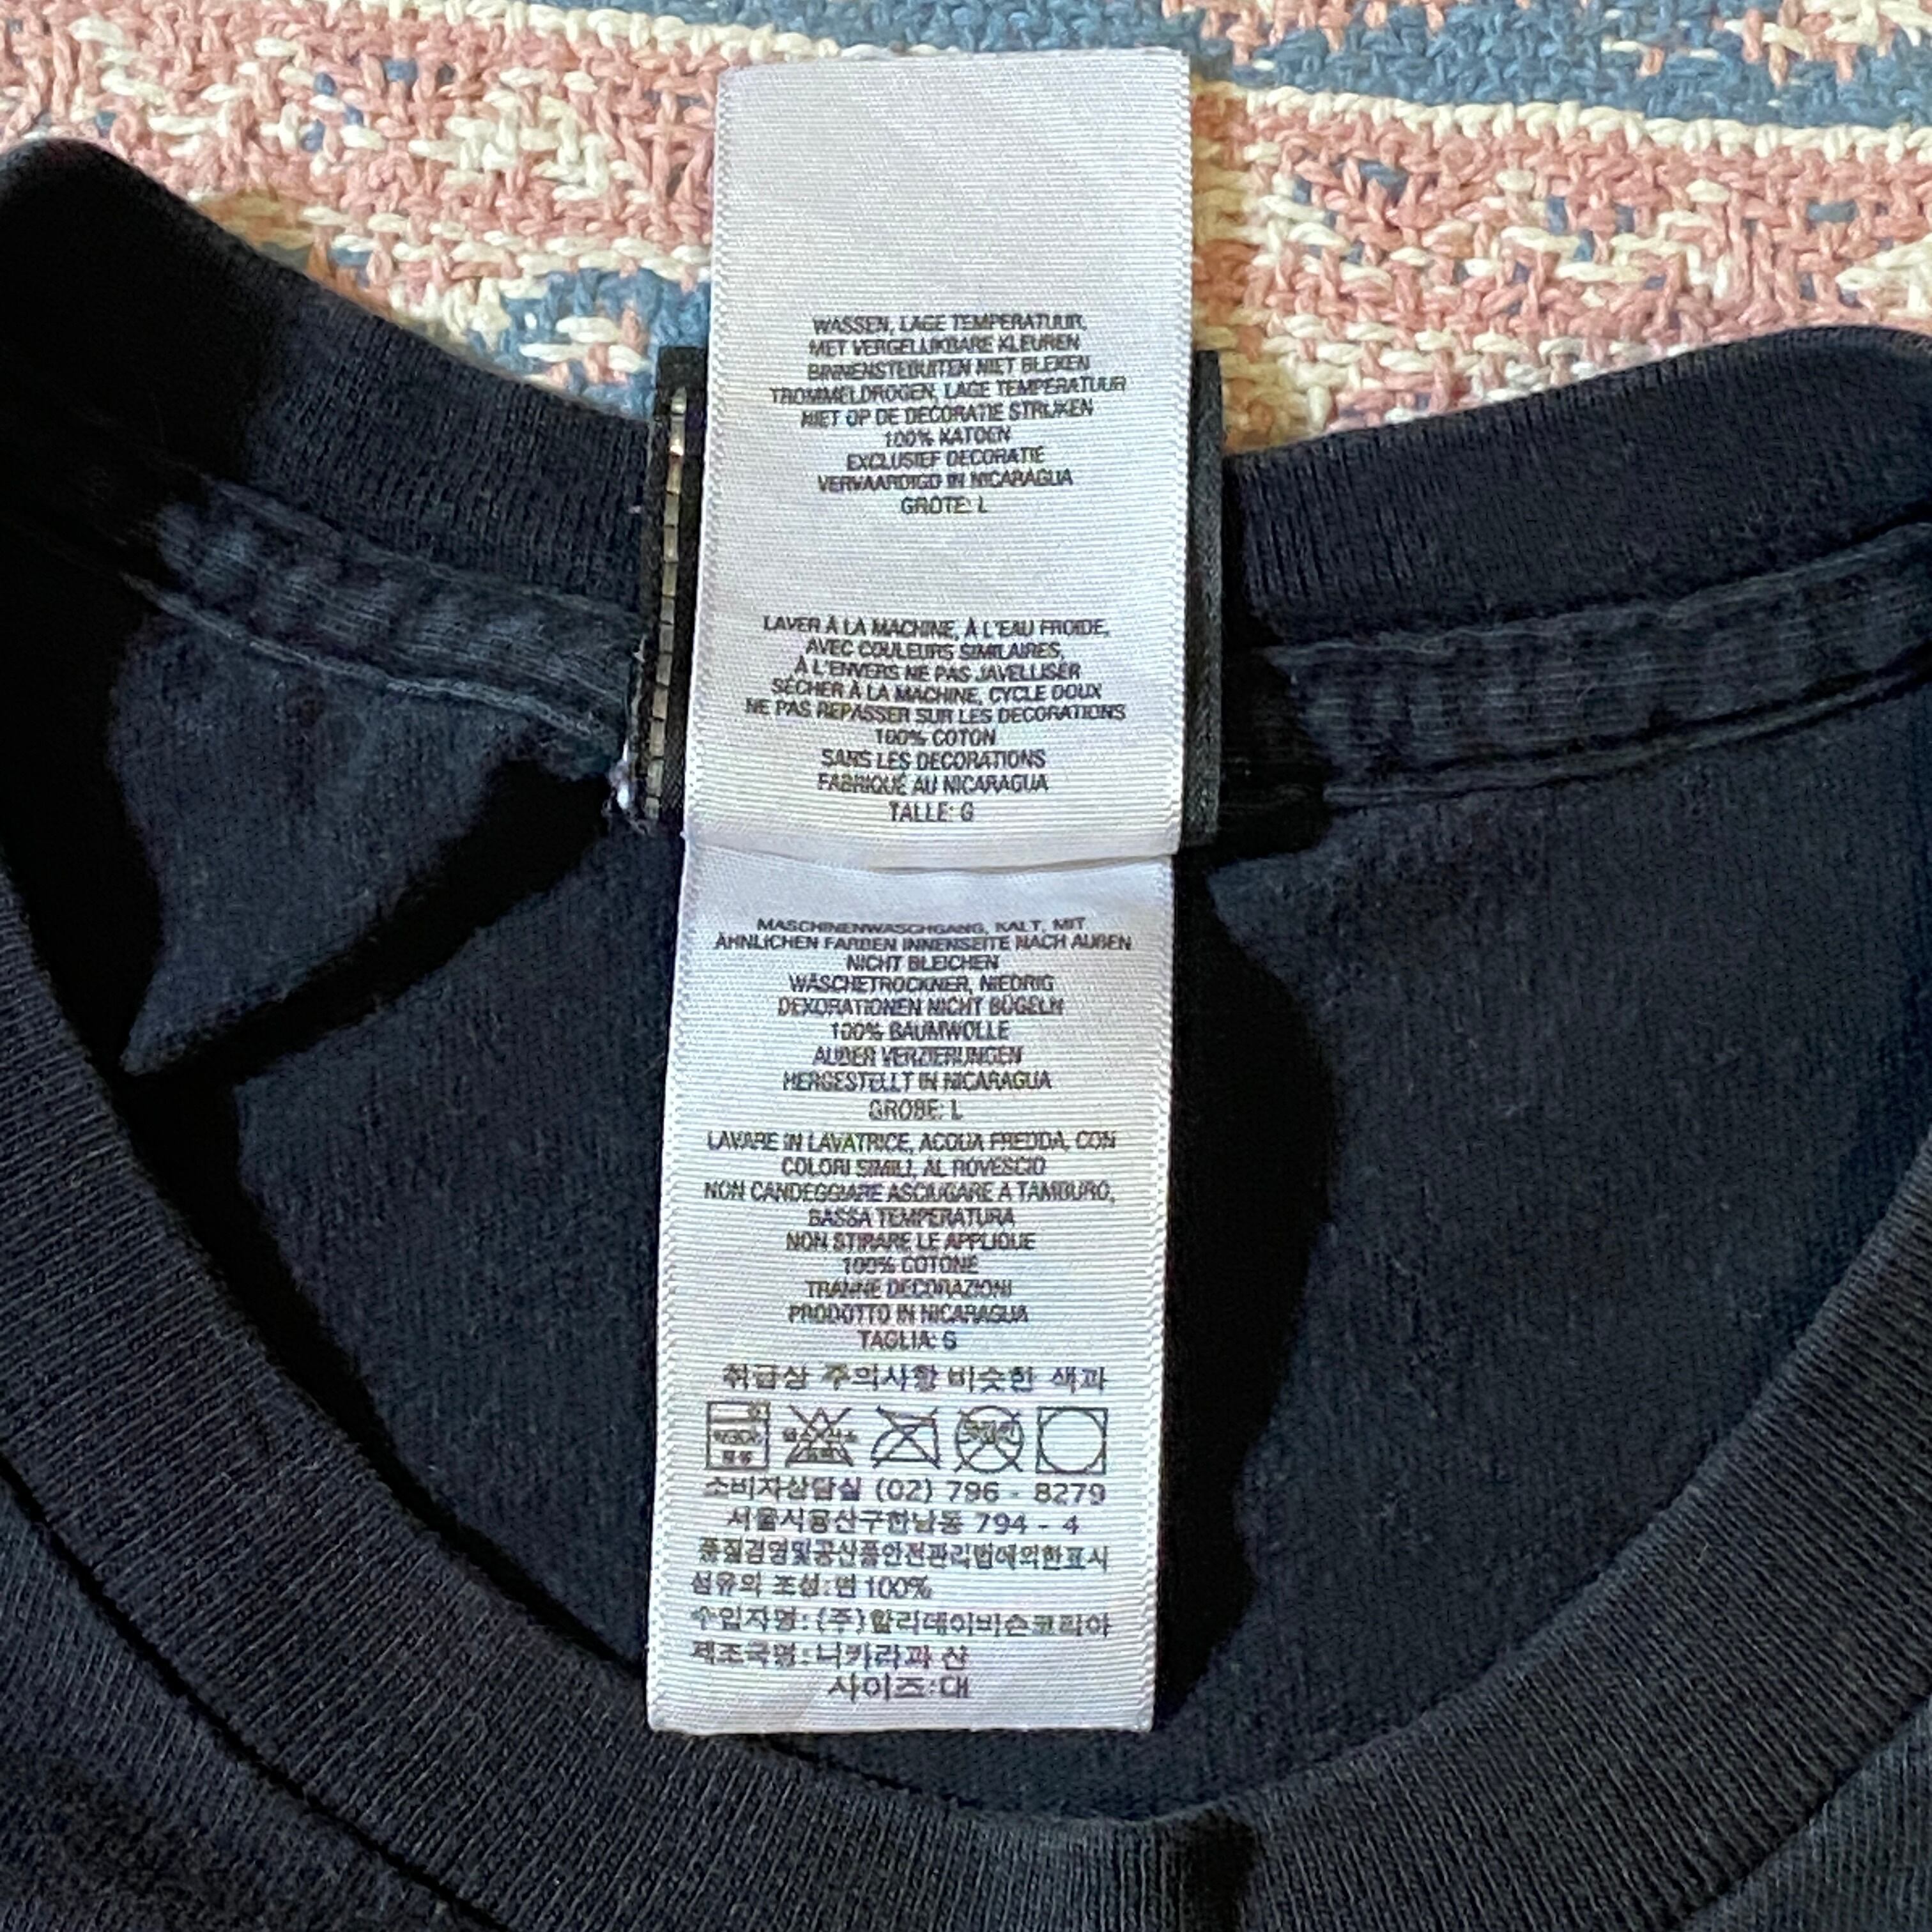 WASSEN, LAGE TEMPERATUUR,
MET VERGELIJKBARE KLEUREN
BINNENSTEBUITEN NIET BLEKEN
TROMMELDROGEN, LAGE TEMPERATUUR
NIET OP DE DECORATIE STRIJKEN
100% KATOEN
EXCLUSIEF DECORATIE
VERVAARDIGD IN NICARAGUA
GROTE: L
LAVER À LA MACHINE, À L'EAU FROIDE,
AVEC COULEURS SIMILAIRES,
À L'ENVERS NE PAS JAVELLISER
SÉCHER À LA MACHINE, CYCLE DOUX
NE PAS REPASSER SUR LES DECORATIONS
100% COTON
SANS LES DECORATIONS
FABRIQUÉ AU NICARAGUA
TALLE: G
MASCHINENWASCHGANG, KALT, MIT
ÄHNLICHEN FARBEN INNENSEITE NACH AUßEN
NICHT BLEICHEN
WÄSCHETROCKNER, NIEDRIG
DEKORATIONEN NICHT BÜGELN
100% BAUMWOLLE
AUßER VERZIERUNGEN
HERGESTELLT IN NICARAGUA
GRÖBE: L
LAVARE IN LAVATRICE, ACQUA FREDDA, CON
COLORI SIMILI, AL ROVESCIO
NON CANDEGGIARE ASCIUGARE A TAMBURO,
BASSA TEMPERATURA
NON STIRARE LE APPLIQUE
100% COTONE
TRANNE DECORAZIONI
PRODOTTO IN NICARAGUA
TAGLIA: G
취급상 주의사항 비슷한 색과
소비자상담실 (02) 796 - 8279
서울시용산구한남동 794 - 4
품질경영및공산품안전관리법에의한표시
섬유의 조성:면 100%
수입자명:(주)할리데이비슨코리아
제조국명:니카라과 산
사이즈:대